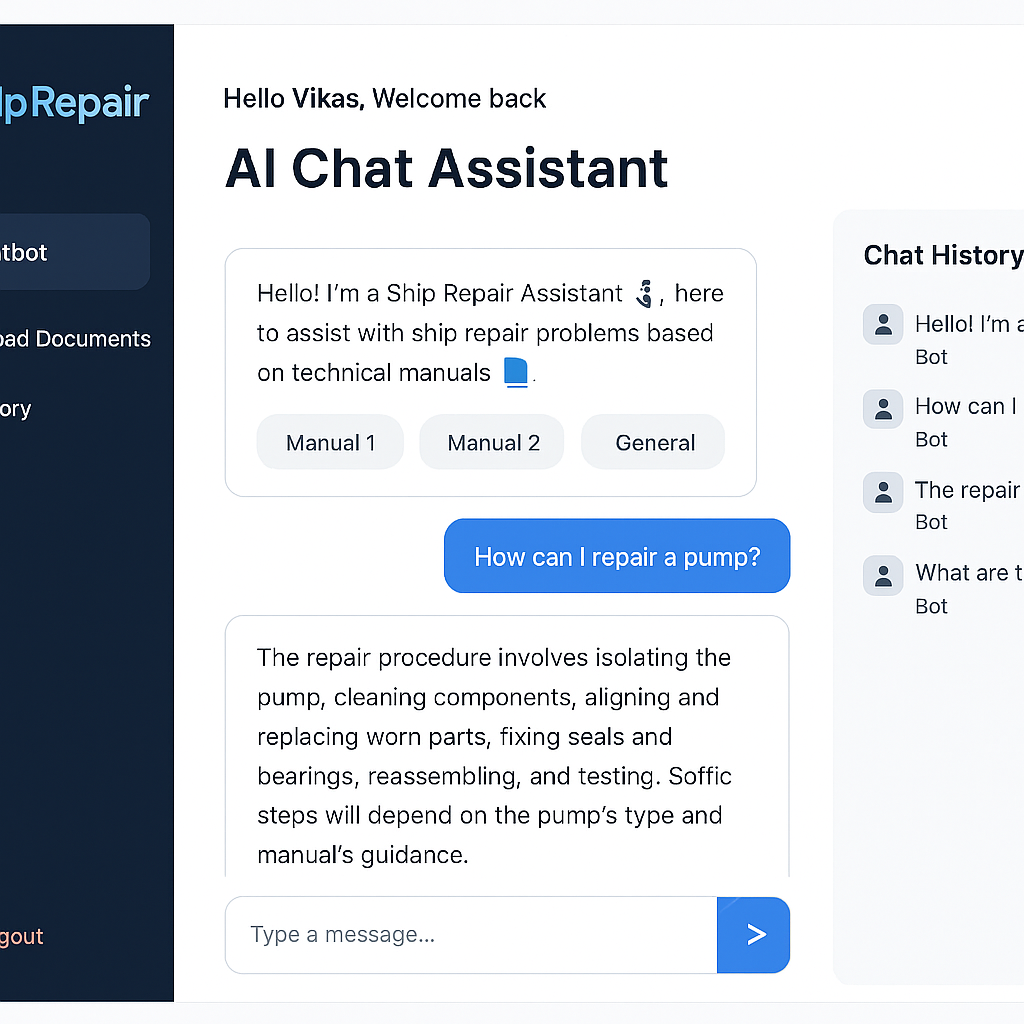 lpRepair
tbot
oad Documents
ory
gout
Hello Vikas, Welcome back
AI Chat Assistant
Hello! I'm a Ship Repair Assistant , here
to assist with ship repair problems based
on technical manuals .
Manual 1
Manual 2
General
How can I repair a pump?
The repair procedure involves isolating the
pump, cleaning components, aligning and
replacing worn parts, fixing seals and
bearings, reassembling, and testing. Soffic
steps will depend on the pump's type and
manual's guidance.
Type a message...
>
Chat History
Hello! I'm a
Bot
How can I
Bot
The repair
Bot
What are t
Bot